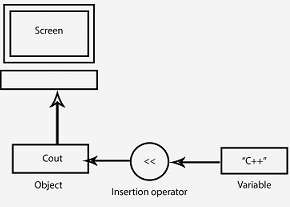 Screen
Cout
<<
“C++”
Object
Insertion operator
Variable